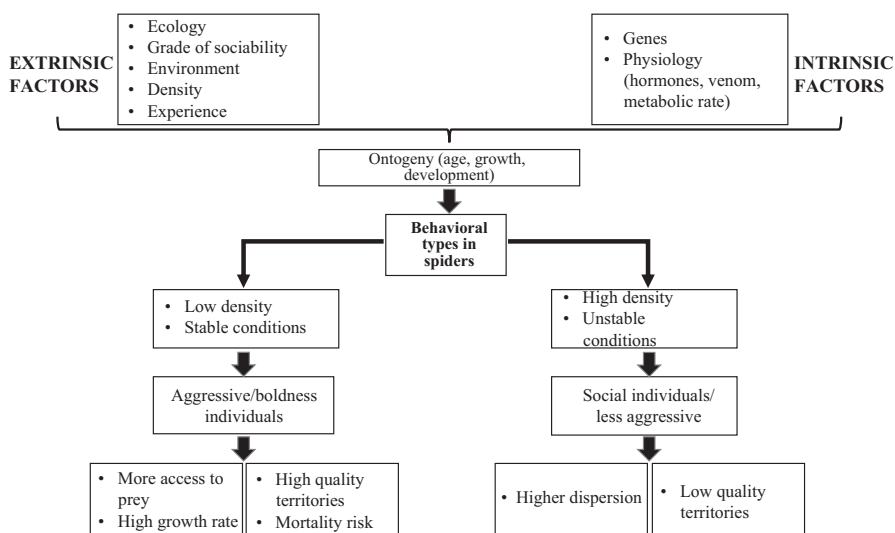 EXTRINSIC
FACTORS
• Ecology
• Grade of sociability
• Environment
• Density
• Experience
• Genes
• Physiology
(hormones, venom,
metabolic rate)
INTRINSIC
FACTORS
Ontogeny (age, growth,
development)
Behavioral
types in
spiders
• Low density
• Stable conditions
• High density
• Unstable
conditions
Aggressive/boldness
individuals
Social individuals/
less aggressive
• More access to
prey
• High growth rate
• High quality
territories
• Mortality risk
• Higher dispersion
• Low quality
territories